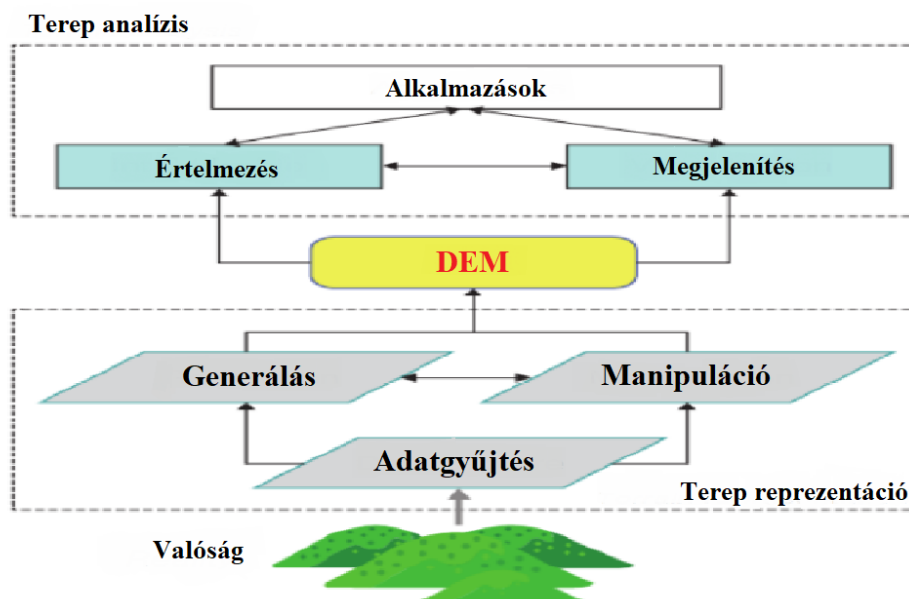 Terep analízis
Alkalmazások
Értelmezés
Megjelenítés
DEM
Generálás
Manipuláció
Adatgyűjtés
Terep reprezentáció
Valóság